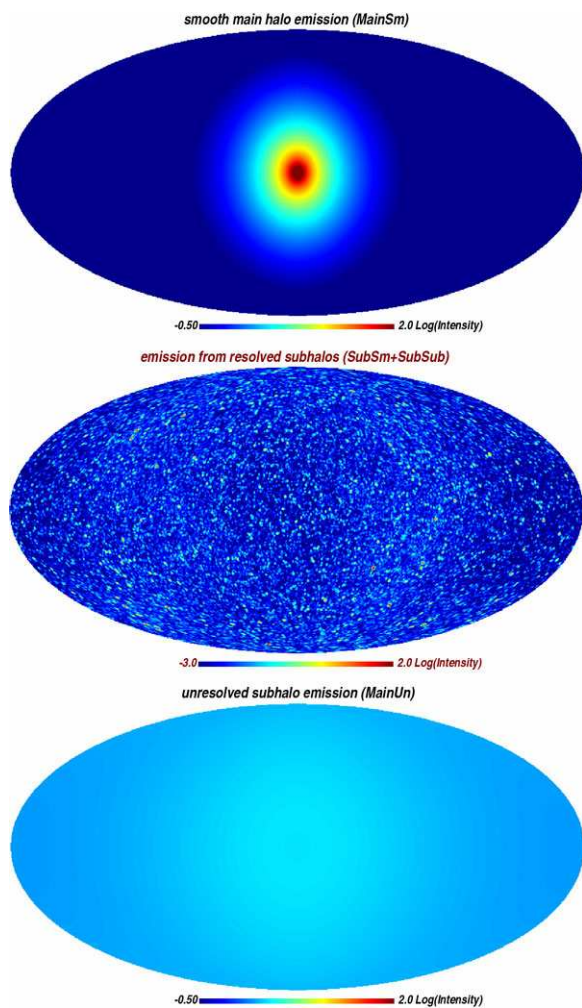 smooth main halo emission (MainSm)
-0.50 2.0 Log(Intensity)
emission from resolved subhalos (SubSm+SubSub)
-3.0 2.0 Log(Intensity)
unresolved subhalo emission (MainUn)
-0.50 2.0 Log(Intensity)